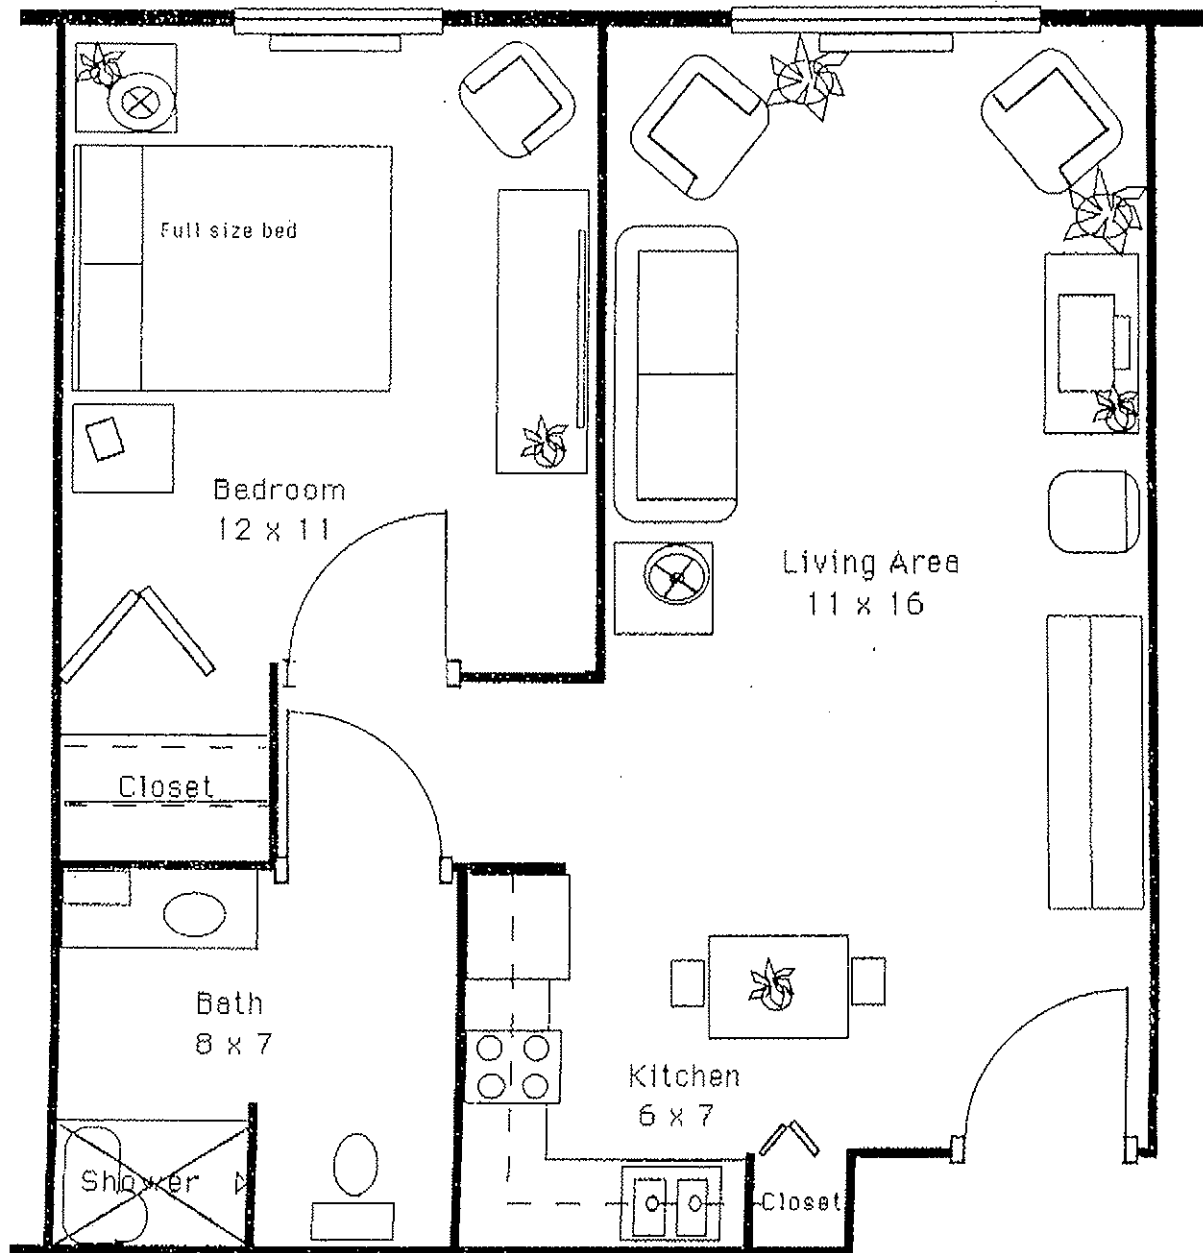 Full size bed
Bedroom
12 x 11
Living Area
11 x 16
Closet
Bath
8 x 7
Kitchen
6 x 7
Shower
Closet